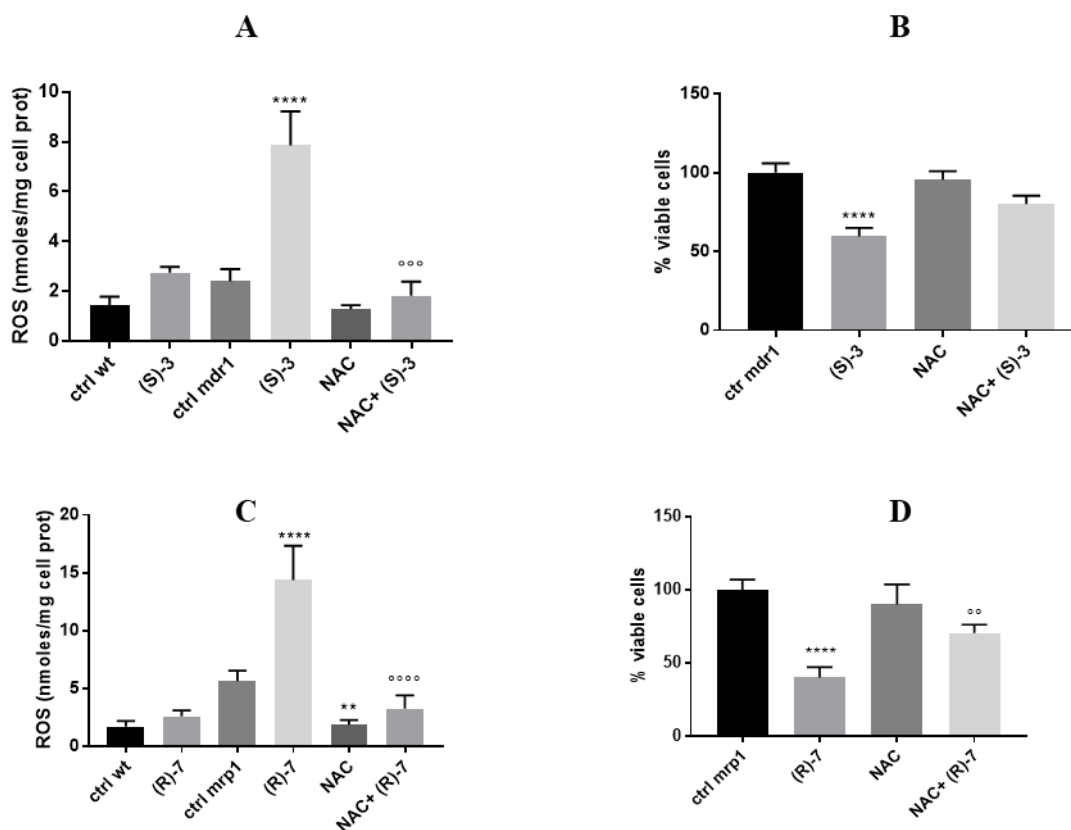 A
ROS (nmoles/mg cell prot)
10
8
6
4
2
0
****
°°°
ctrl wt
(S)-3
ctrl mdr1
(S)-3
NAC
NAC+ (S)-3
B
% viable cells
150
100
50
0
****
ctr mdr1
(S)-3
NAC
NAC+ (S)-3
C
ROS (nmoles/mg cell prot)
20
15
10
5
0
****
**
°°°°
ctrl wt
(R)-7
ctrl mrp1
(R)-7
NAC
NAC+ (R)-7
D
% viable cells
150
100
50
0
****
°°
ctrl mrp1
(R)-7
NAC
NAC+ (R)-7